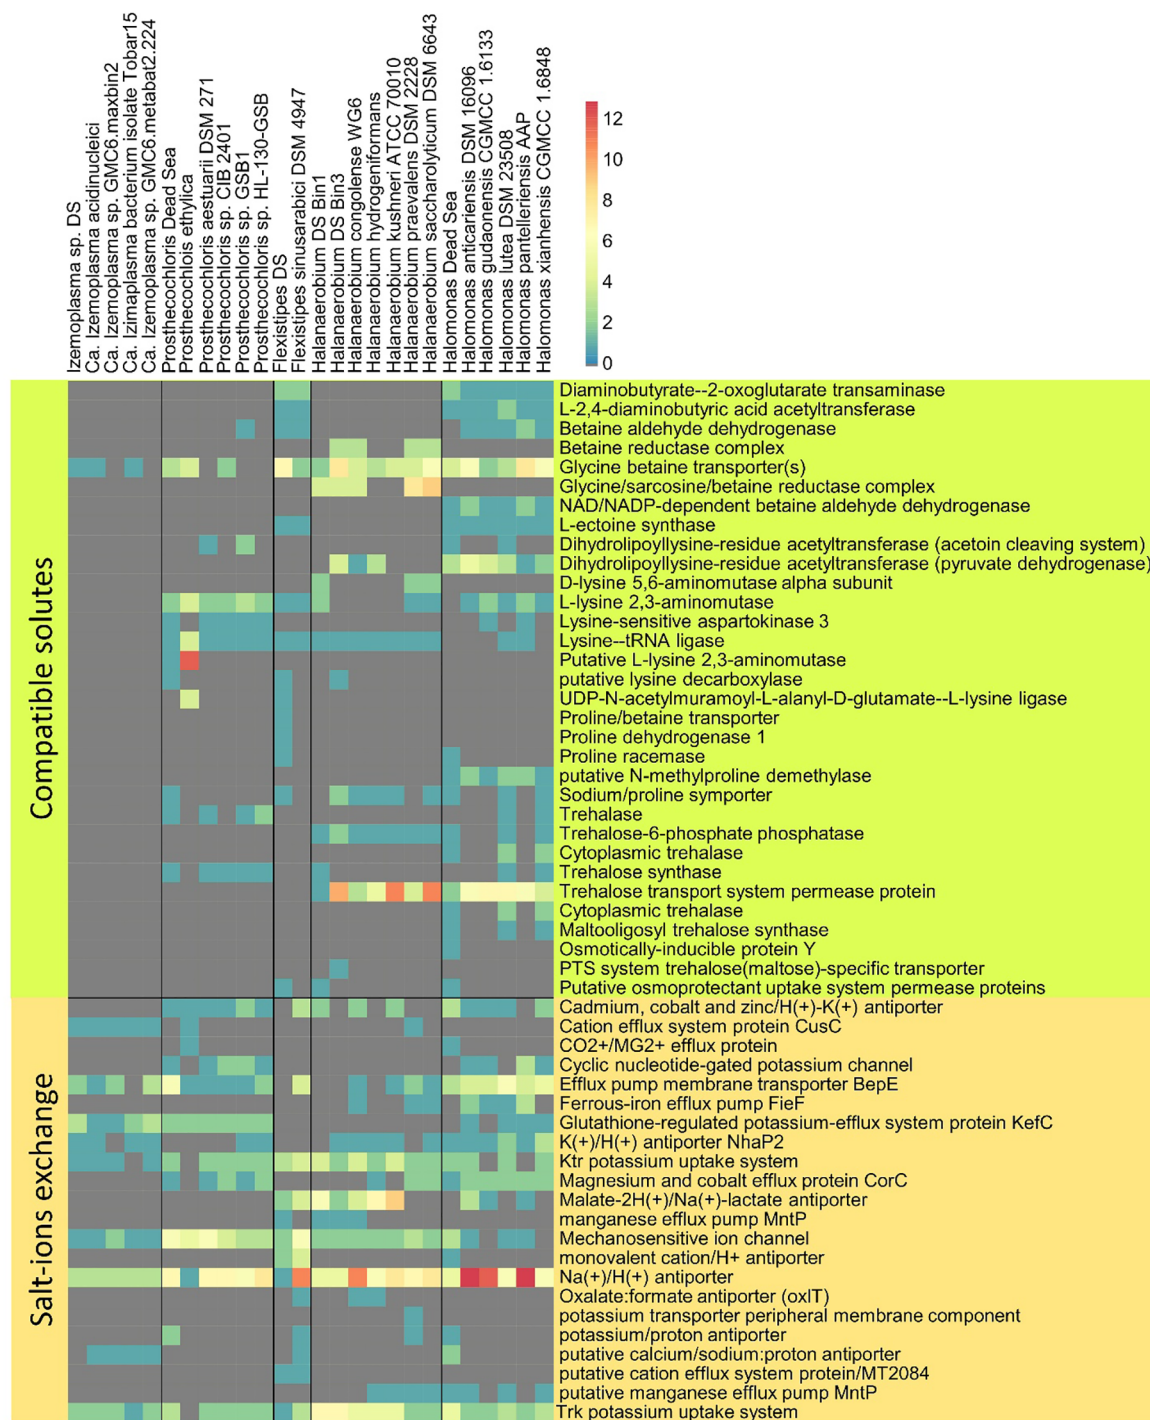 Izemoplasma sp. DS
Ca. Izemoplasma acidinucleici
Ca. Izemoplasma sp. GMC6.maxbin2
Ca. Izimaplasma bacterium isolate Tobar15
Ca. Izemoplasma sp. GMC6.metabat2.224
Prosthecochloris Dead Sea
Prosthecochlois ethylica
Prosthecochloris aestuarii DSM 271
Prosthecochloris sp. CIB 2401
Prosthecochloris sp. GSB1
Prosthecochloris sp. HL-130-GSB
Flexistipes DS
Flexistipes sinusarabici DSM 4947
Halanaerobium DS Bin1
Halanaerobium DS Bin3
Halanaerobium congolense WG6
Halanaerobium hydrogeniformans
Halanaerobium kushneri ATCC 70010
Halanaerobium praevalens DSM 2228
Halanaerobium saccharolyticum DSM 6643
Halomonas Dead Sea
Halomonas anticariensis DSM 16096
Halomonas gudaonensis CGMCC 1.6133
Halomonas lutea DSM 23508
Halomonas pantelleriensis AAP
Halomonas xianhensis CGMCC 1.6848
12
10
8
6
4
2
0
Compatible solutes
Diaminobutyrate--2-oxoglutarate transaminase
L-2,4-diaminobutyric acid acetyltransferase
Betaine aldehyde dehydrogenase
Betaine reductase complex
Glycine betaine transporter(s)
Glycine/sarcosine/betaine reductase complex
NAD/NADP-dependent betaine aldehyde dehydrogenase
L-ectoine synthase
Dihydrolipoyllysine-residue acetyltransferase (acetoin cleaving system)
Dihydrolipoyllysine-residue acetyltransferase (pyruvate dehydrogenase)
D-lysine 5,6-aminomutase alpha subunit
L-lysine 2,3-aminomutase
Lysine-sensitive aspartokinase 3
Lysine--tRNA ligase
Putative L-lysine 2,3-aminomutase
putative lysine decarboxylase
UDP-N-acetylmuramoyl-L-alanyl-D-glutamate--L-lysine ligase
Proline/betaine transporter
Proline dehydrogenase 1
Proline racemase
putative N-methylproline demethylase
Sodium/proline symporter
Trehalase
Trehalose-6-phosphate phosphatase
Cytoplasmic trehalase
Trehalose synthase
Trehalose transport system permease protein
Cytoplasmic trehalase
Maltooligosyl trehalose synthase
Osmotically-inducible protein Y
PTS system trehalose(maltose)-specific transporter
Putative osmoprotectant uptake system permease proteins
Salt-ions exchange
Cadmium, cobalt and zinc/H(+)-K(+) antiporter
Cation efflux system protein CusC
CO2+/MG2+ efflux protein
Cyclic nucleotide-gated potassium channel
Efflux pump membrane transporter BepE
Ferrous-iron efflux pump FieF
Glutathione-regulated potassium-efflux system protein KefC
K(+)/H(+) antiporter NhaP2
Ktr potassium uptake system
Magnesium and cobalt efflux protein CorC
Malate-2H(+)/Na(+)-lactate antiporter
manganese efflux pump MntP
Mechanosensitive ion channel
monovalent cation/H+ antiporter
Na(+)/H(+) antiporter
Oxalate:formate antiporter (oxlT)
potassium transporter peripheral membrane component
potassium/proton antiporter
putative calcium/sodium:proton antiporter
putative cation efflux system protein/MT2084
putative manganese efflux pump MntP
Trk potassium uptake system